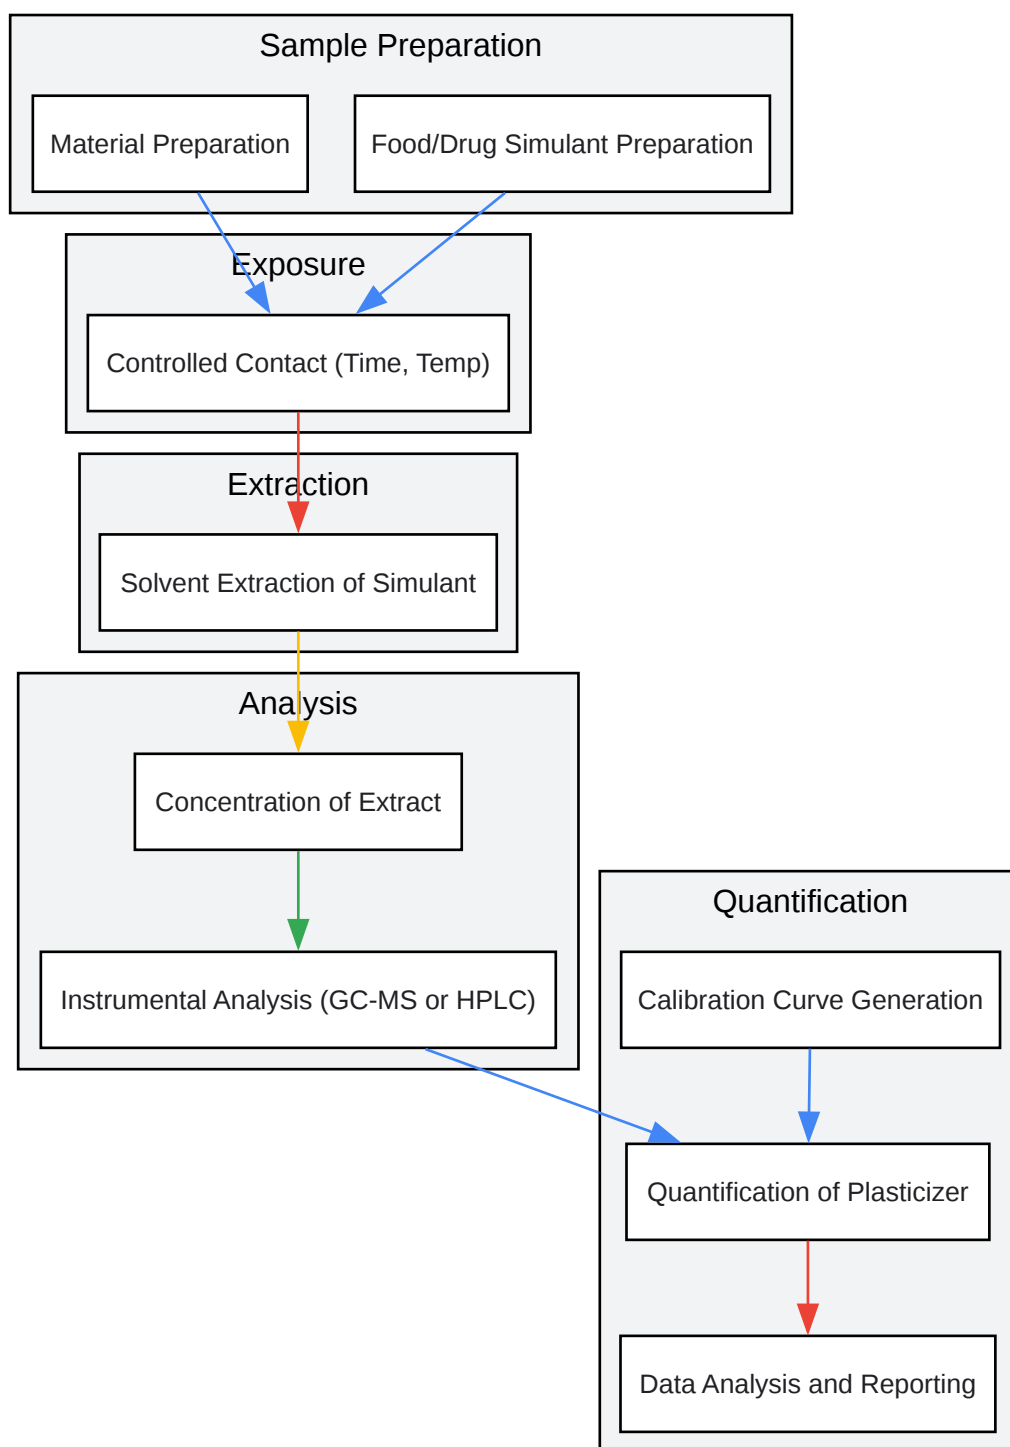 Sample Preparation
Material Preparation
Food/Drug Simulant Preparation
Exposure
Controlled Contact (Time, Temp)
Extraction
Solvent Extraction of Simulant
Analysis
Concentration of Extract
Instrumental Analysis (GC-MS or HPLC)
Quantification
Calibration Curve Generation
Quantification of Plasticizer
Data Analysis and Reporting